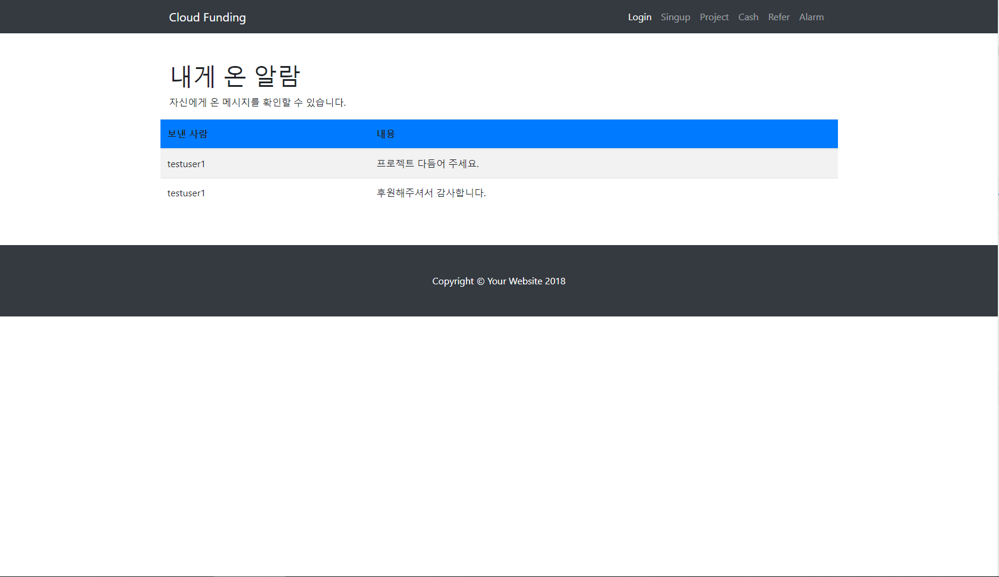 Cloud Funding Login Singup Project Cash Refer Alarm
내게 온 알람
자신에게 온 메시지를 확인할 수 있습니다.
보낸 사람 내용
testuser1 프로젝트 다듬어 주세요.
testuser1 후원해주셔서 감사합니다.
Copyright © Your Website 2018